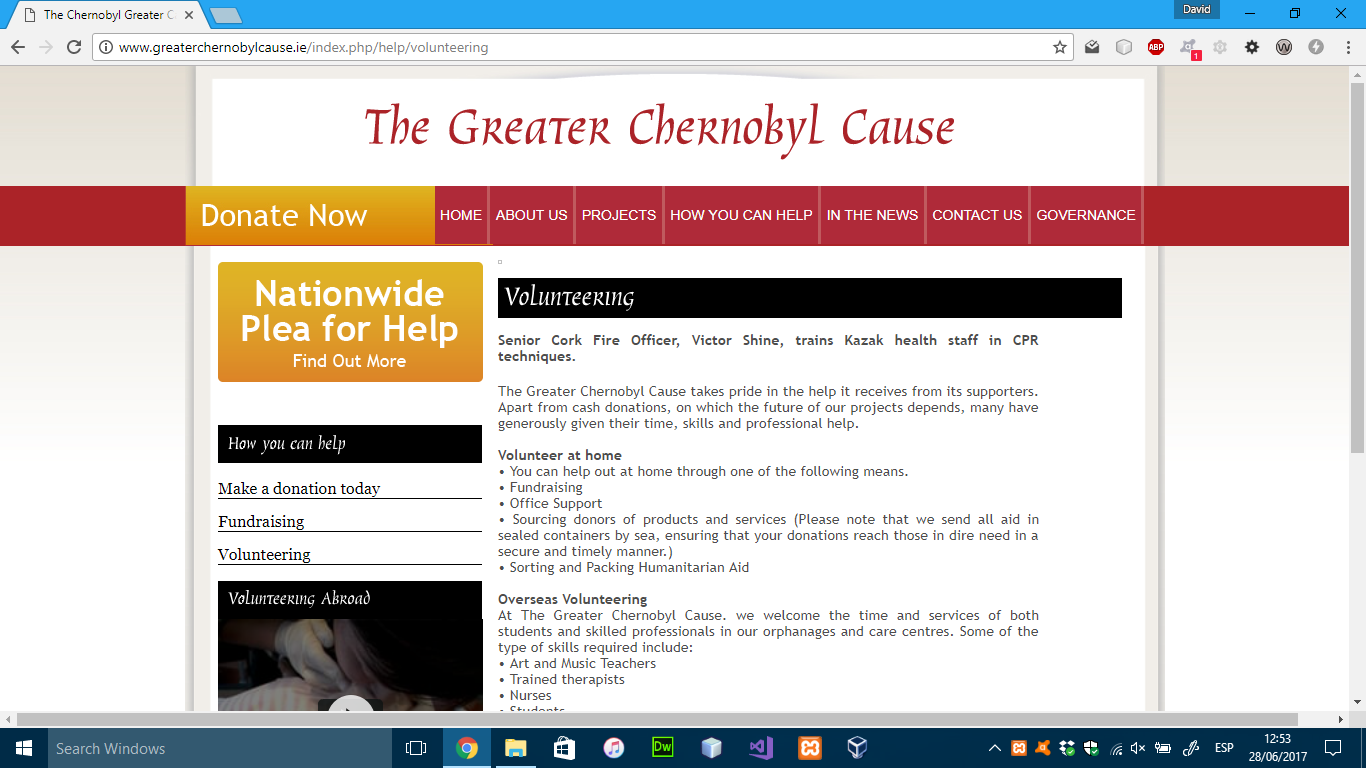 The Chernobyl Greater C
David
www.greaterchernobylcause.ie/index.php/help/volunteering
ABP
1
The Greater Chernobyl Cause
Donate Now
HOME
ABOUT US
PROJECTS
HOW YOU CAN HELP
IN THE NEWS
CONTACT US
GOVERNANCE
Nationwide
Plea for Help
Find Out More
How you can help
Make a donation today
Fundraising
Volunteering
Volunteering Abroad
Volunteering
Senior Cork Fire Officer, Victor Shine, trains Kazak health staff in CPR
techniques.
The Greater Chernobyl Cause takes pride in the help it receives from its supporters.
Apart from cash donations, on which the future of our projects depends, many have
generously given their time, skills and professional help.
Volunteer at home
• You can help out at home through one of the following means.
• Fundraising
• Office Support
• Sourcing donors of products and services (Please note that we send all aid in
sealed containers by sea, ensuring that your donations reach those in dire need in a
secure and timely manner.)
• Sorting and Packing Humanitarian Aid
Overseas Volunteering
At The Greater Chernobyl Cause. we welcome the time and services of both
students and skilled professionals in our orphanages and care centres. Some of the
type of skills required include:
• Art and Music Teachers
• Trained therapists
• Nurses
• Students
Search Windows
Dw
ESP
12:53
28/06/2017